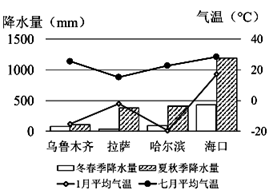 降水量（mm） 气温（℃）
1500 40
1000 20
500 0
0 -20
乌鲁木齐 拉萨 哈尔滨 海口
冬春季降水量 夏秋季降水量
1月平均气温 七月平均气温